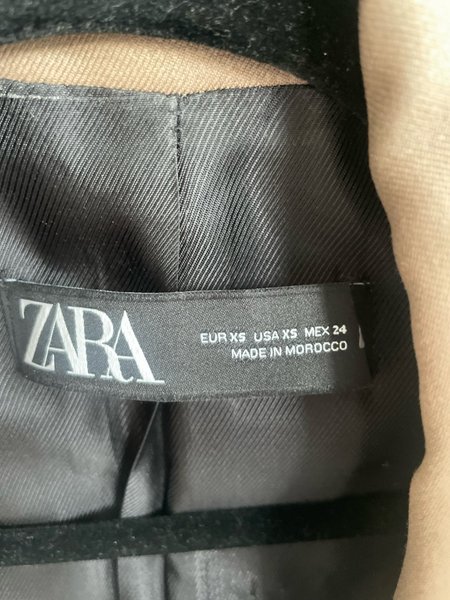 ZARA
EUR XS USA XS MEX 24
MADE IN MOROCCO